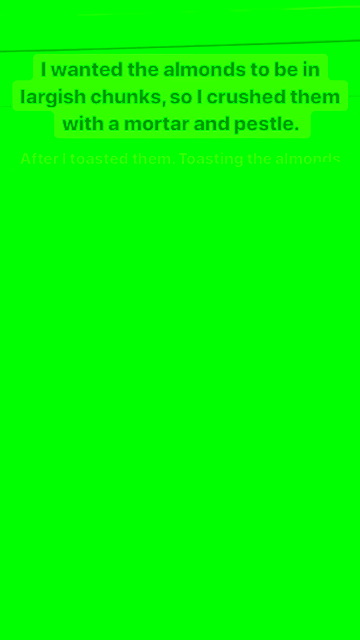 I wanted the almonds to be in
largish chunks, so I crushed them
with a mortar and pestle.
After I toasted them. Toasting the almonds